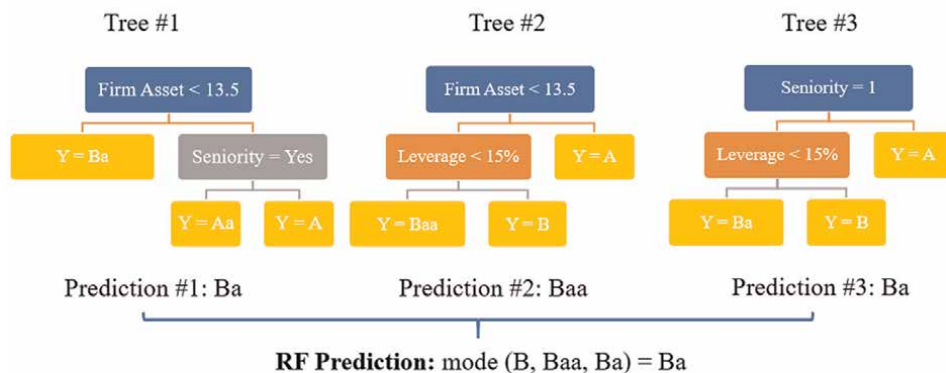 Tree #1 Tree #2 Tree #3
Firm Asset < 13.5 Firm Asset < 13.5 Seniority = 1
Y = Ba Seniority = Yes Leverage < 15% Y = A Leverage < 15% Y = A
Y = Aa Y = A Y = Baa Y = B Y = Ba Y = B
Prediction #1: Ba Prediction #2: Baa Prediction #3: Ba
RF Prediction: mode (B, Baa, Ba) = Ba